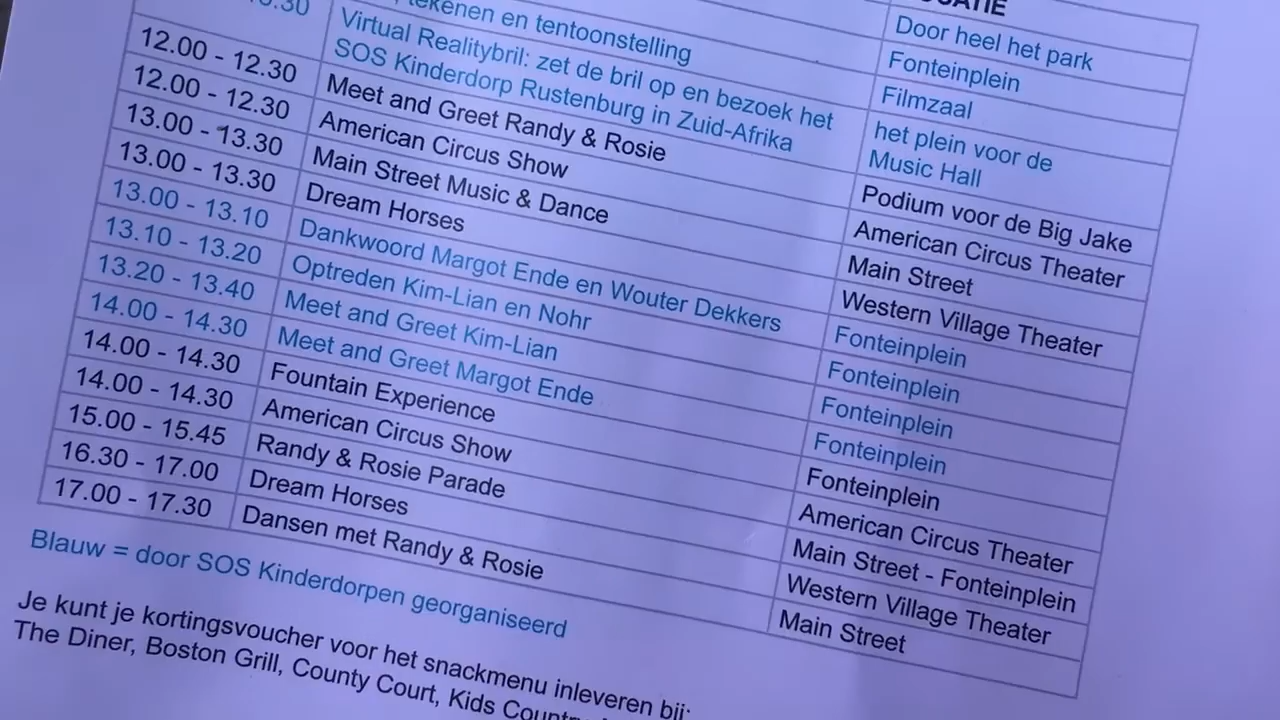 Door heel het park
Fonteinplein
tekenen en tentoonstelling Filmzaal
.30 Virtual Realitybril: zet de bril op en bezoek het het plein voor de
SOS Kinderdorp Rustenburg in Zuid-Afrika Music Hall
12.00 - 12.30 Meet and Greet Randy & Rosie Podium voor de Big Jake
12.00 - 12.30 American Circus Show American Circus Theater
13.00 - 13.30 Main Street Music & Dance Main Street
13.00 - 13.30 Dream Horses Western Village Theater
13.00 - 13.10 Dankwoord Margot Ende en Wouter Dekkers Fonteinplein
13.10 - 13.20 Optreden Kim-Lian en Nohr Fonteinplein
13.20 - 13.40 Meet and Greet Kim-Lian Fonteinplein
14.00 - 14.30 Meet and Greet Margot Ende Fonteinplein
14.00 - 14.30 Fountain Experience Fonteinplein
14.00 - 14.30 American Circus Show American Circus Theater
15.00 - 15.45 Randy & Rosie Parade Main Street - Fonteinplein
16.30 - 17.00 Dream Horses Western Village Theater
17.00 - 17.30 Dansen met Randy & Rosie Main Street
Blauw = door SOS Kinderdorpen georganiseerd
Je kunt je kortingsvoucher voor het snackmenu inleveren bij:
The Diner, Boston Grill, County Court, Kids